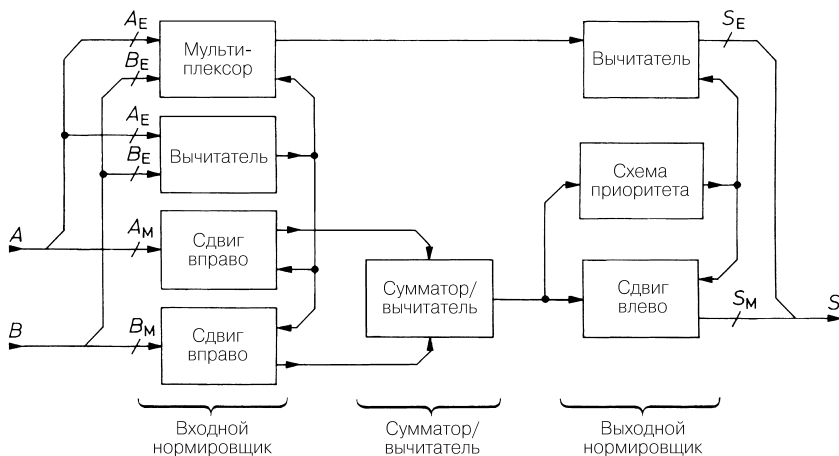 A_E
Мульти-
плексор
B_E
A_E
Вычитатель
B_E
A
A_M
Сдвиг
вправо
B
B_M
Сдвиг
вправо
Сумматор/
вычитатель
Вычитатель
S_E
Схема
приоритета
Сдвиг
влево
S_M
S
Входной
нормировщик
Сумматор/
вычитатель
Выходной
нормировщик